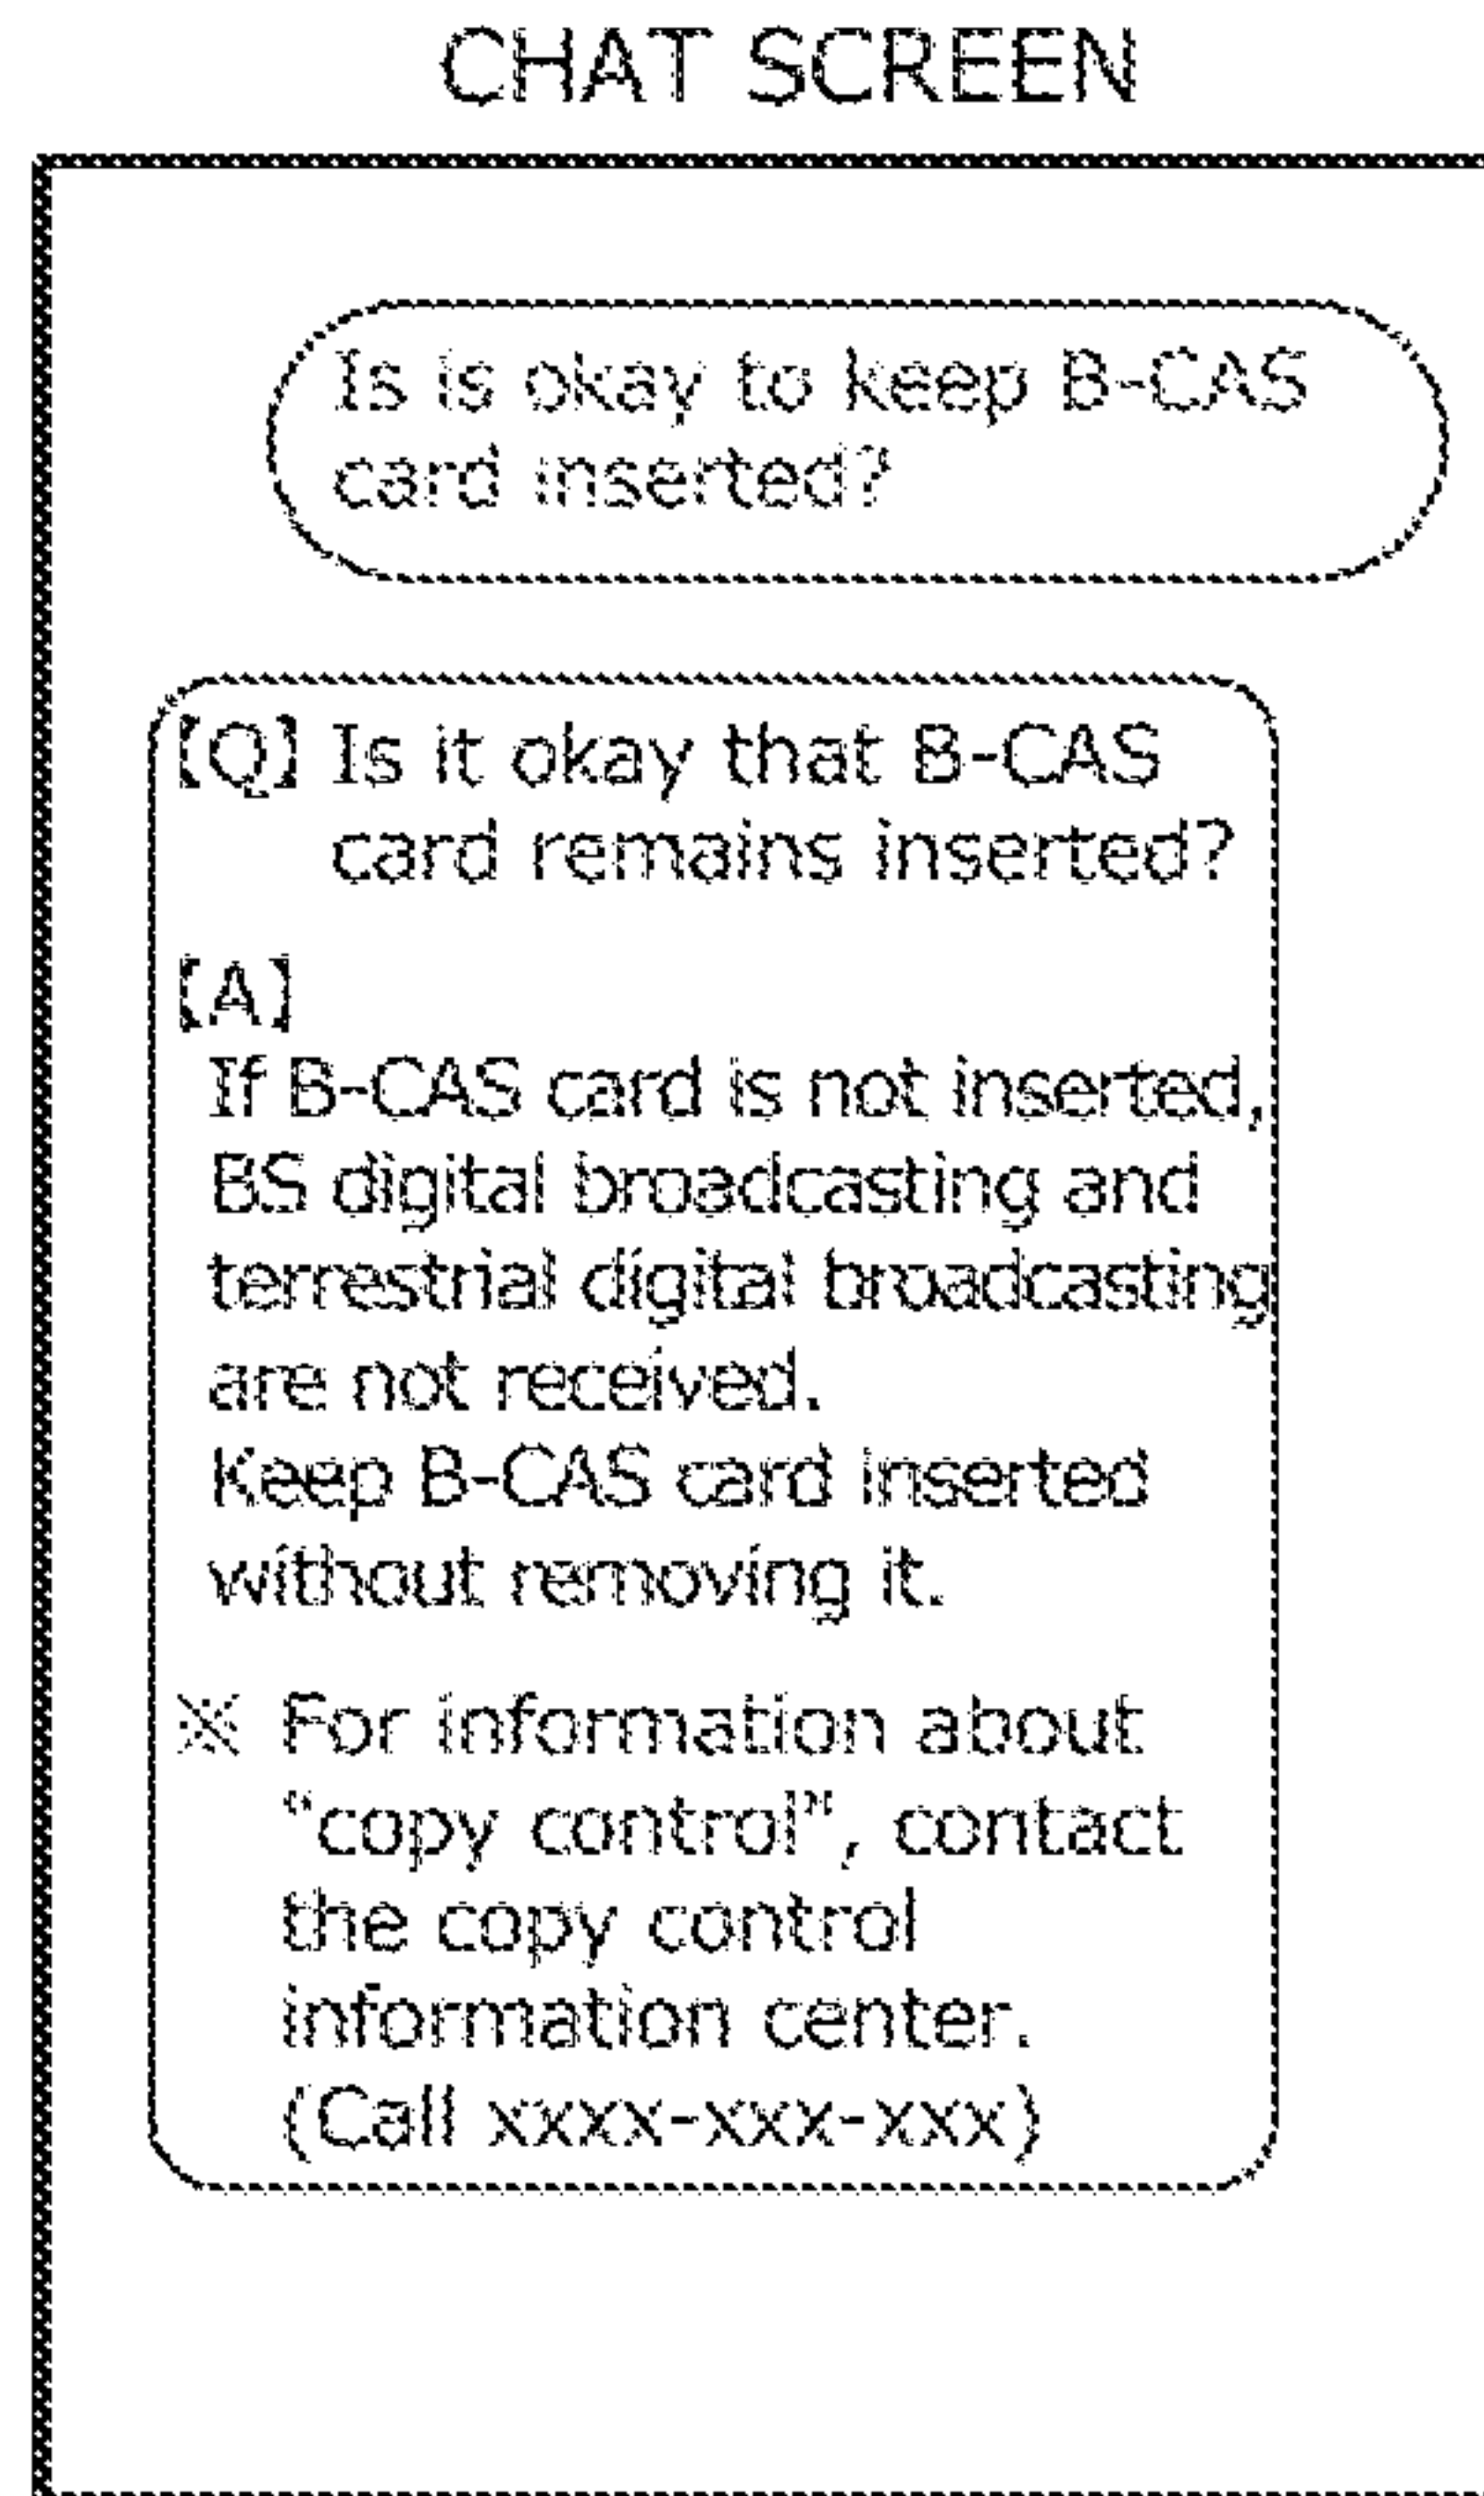 CHAT SCREEN
Is is okay to keep B-CAS
card inserted?
【Q】 Is it okay that B-CAS
card remains inserted?
【A】
If B-CAS card is not inserted,
BS digital broadcasting and
terrestrial digital broadcasting
are not received.
Keep B-CAS card inserted
without removing it.
※ For information about
“copy control”, contact
the copy control
information center.
(Call xxxx-xxx-xxx)